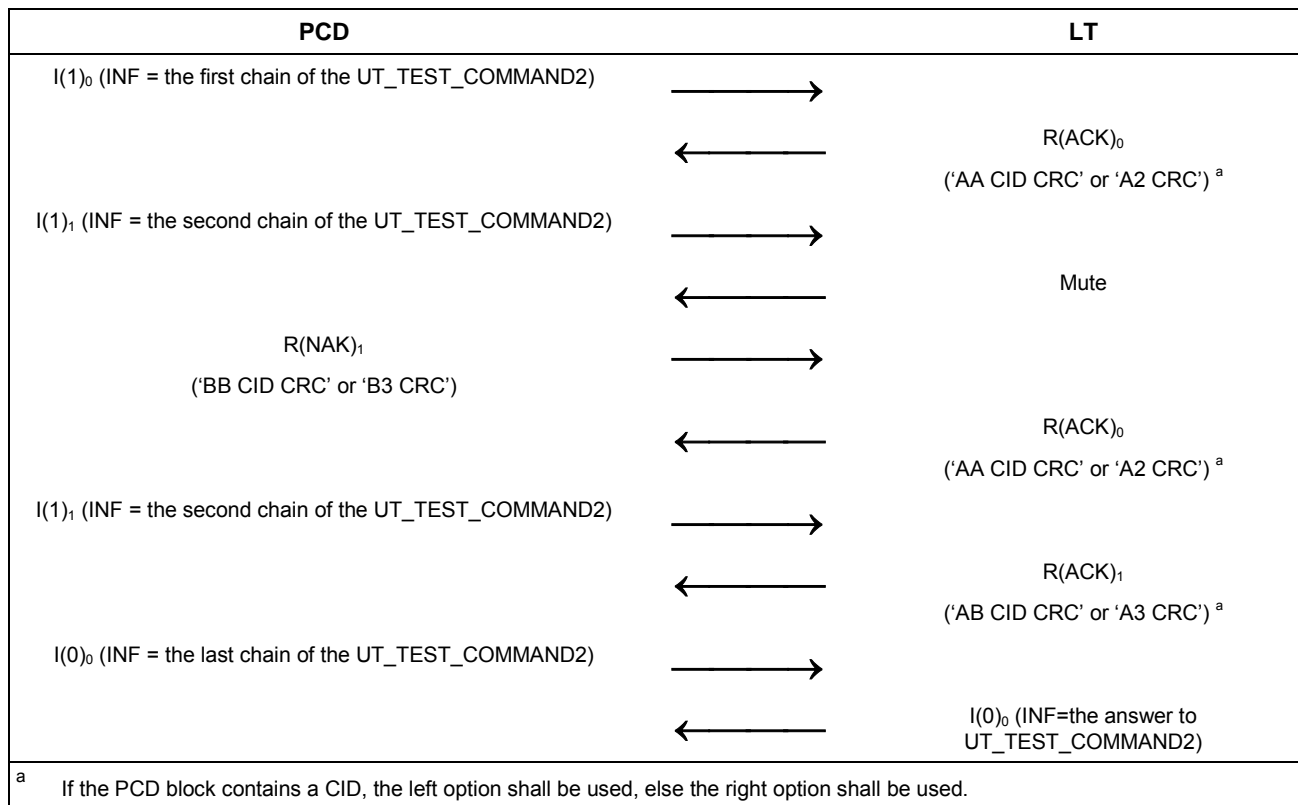 PCD LT
I(1)₀ (INF = the first chain of the UT_TEST_COMMAND2)
R(ACK)₀
(‘AA CID CRC’ or ‘A2 CRC’) ᵃ
I(1)₁ (INF = the second chain of the UT_TEST_COMMAND2)
Mute
R(NAK)₁
(‘BB CID CRC’ or ‘B3 CRC’)
R(ACK)₀
(‘AA CID CRC’ or ‘A2 CRC’) ᵃ
I(1)₁ (INF = the second chain of the UT_TEST_COMMAND2)
R(ACK)₁
(‘AB CID CRC’ or ‘A3 CRC’) ᵃ
I(0)₀ (INF = the last chain of the UT_TEST_COMMAND2)
I(0)₀ (INF=the answer to
UT_TEST_COMMAND2)
ᵃ If the PCD block contains a CID, the left option shall be used, else the right option shall be used.